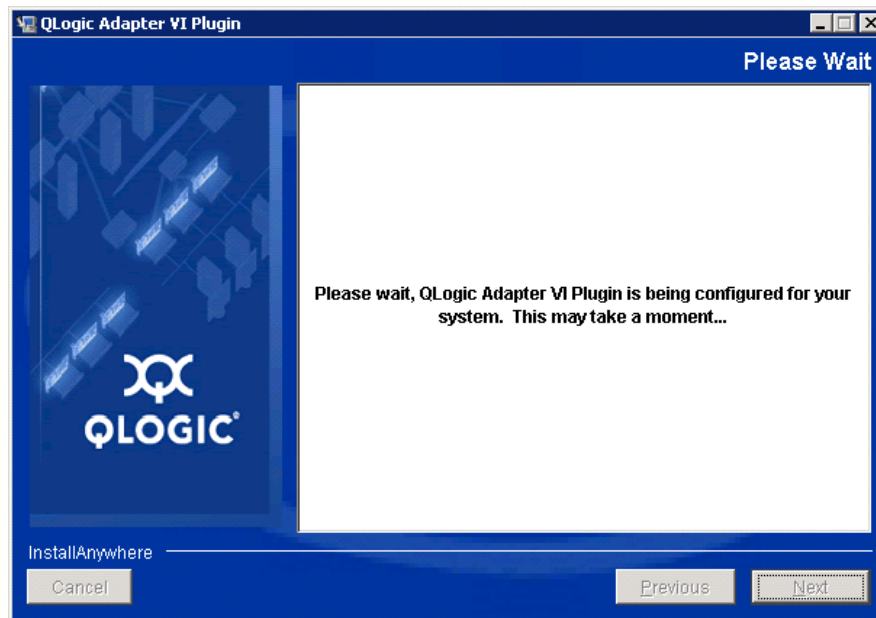 QLogic Adapter VI Plugin
Please Wait
Please wait, QLogic Adapter VI Plugin is being configured for your
system. This may take a moment...
QLOGIC
InstallAnywhere
Cancel
Previous
Next